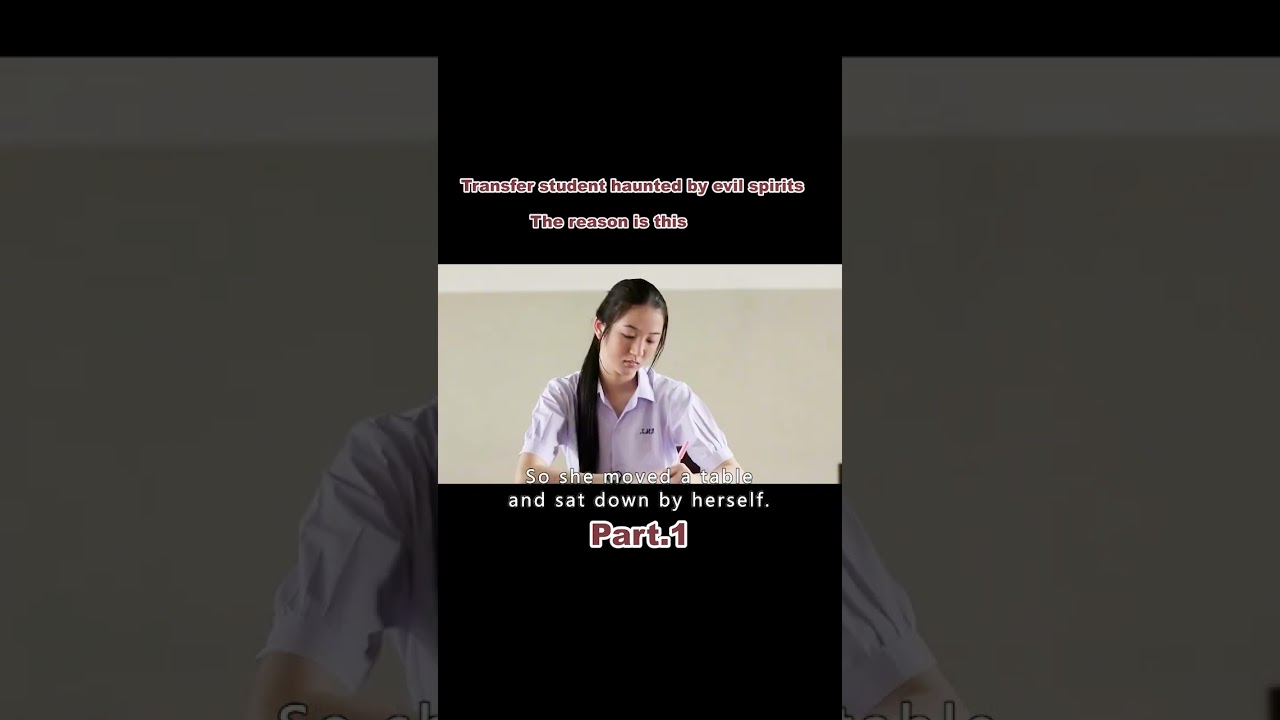 Transfer student haunted by evil spirits
The reason is this
So she moved a table
and sat down by herself.
Part.1